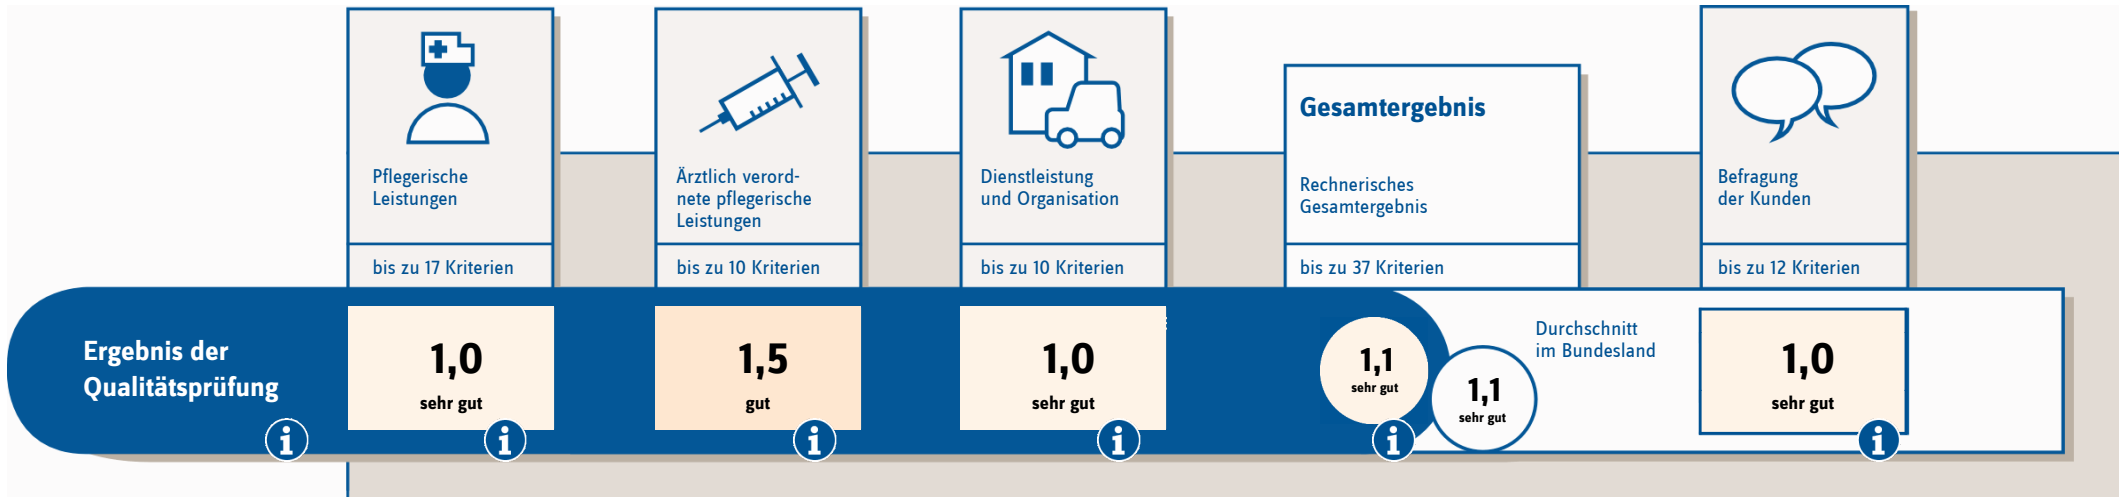 Pflegerische
Leistungen
bis zu 17 Kriterien
Ärztlich verord-
nete pflegerische
Leistungen
bis zu 10 Kriterien
Dienstleistung
und Organisation
bis zu 10 Kriterien
Gesamtergebnis
Rechnerisches
Gesamtergebnis
bis zu 37 Kriterien
Befragung
der Kunden
bis zu 12 Kriterien
Ergebnis der
Qualitätsprüfung
i
1,0
sehr gut
i
1,5
gut
i
1,0
sehr gut
i
1,1
sehr gut
i
1,1
sehr gut
Durchschnitt
im Bundesland
1,0
sehr gut
i